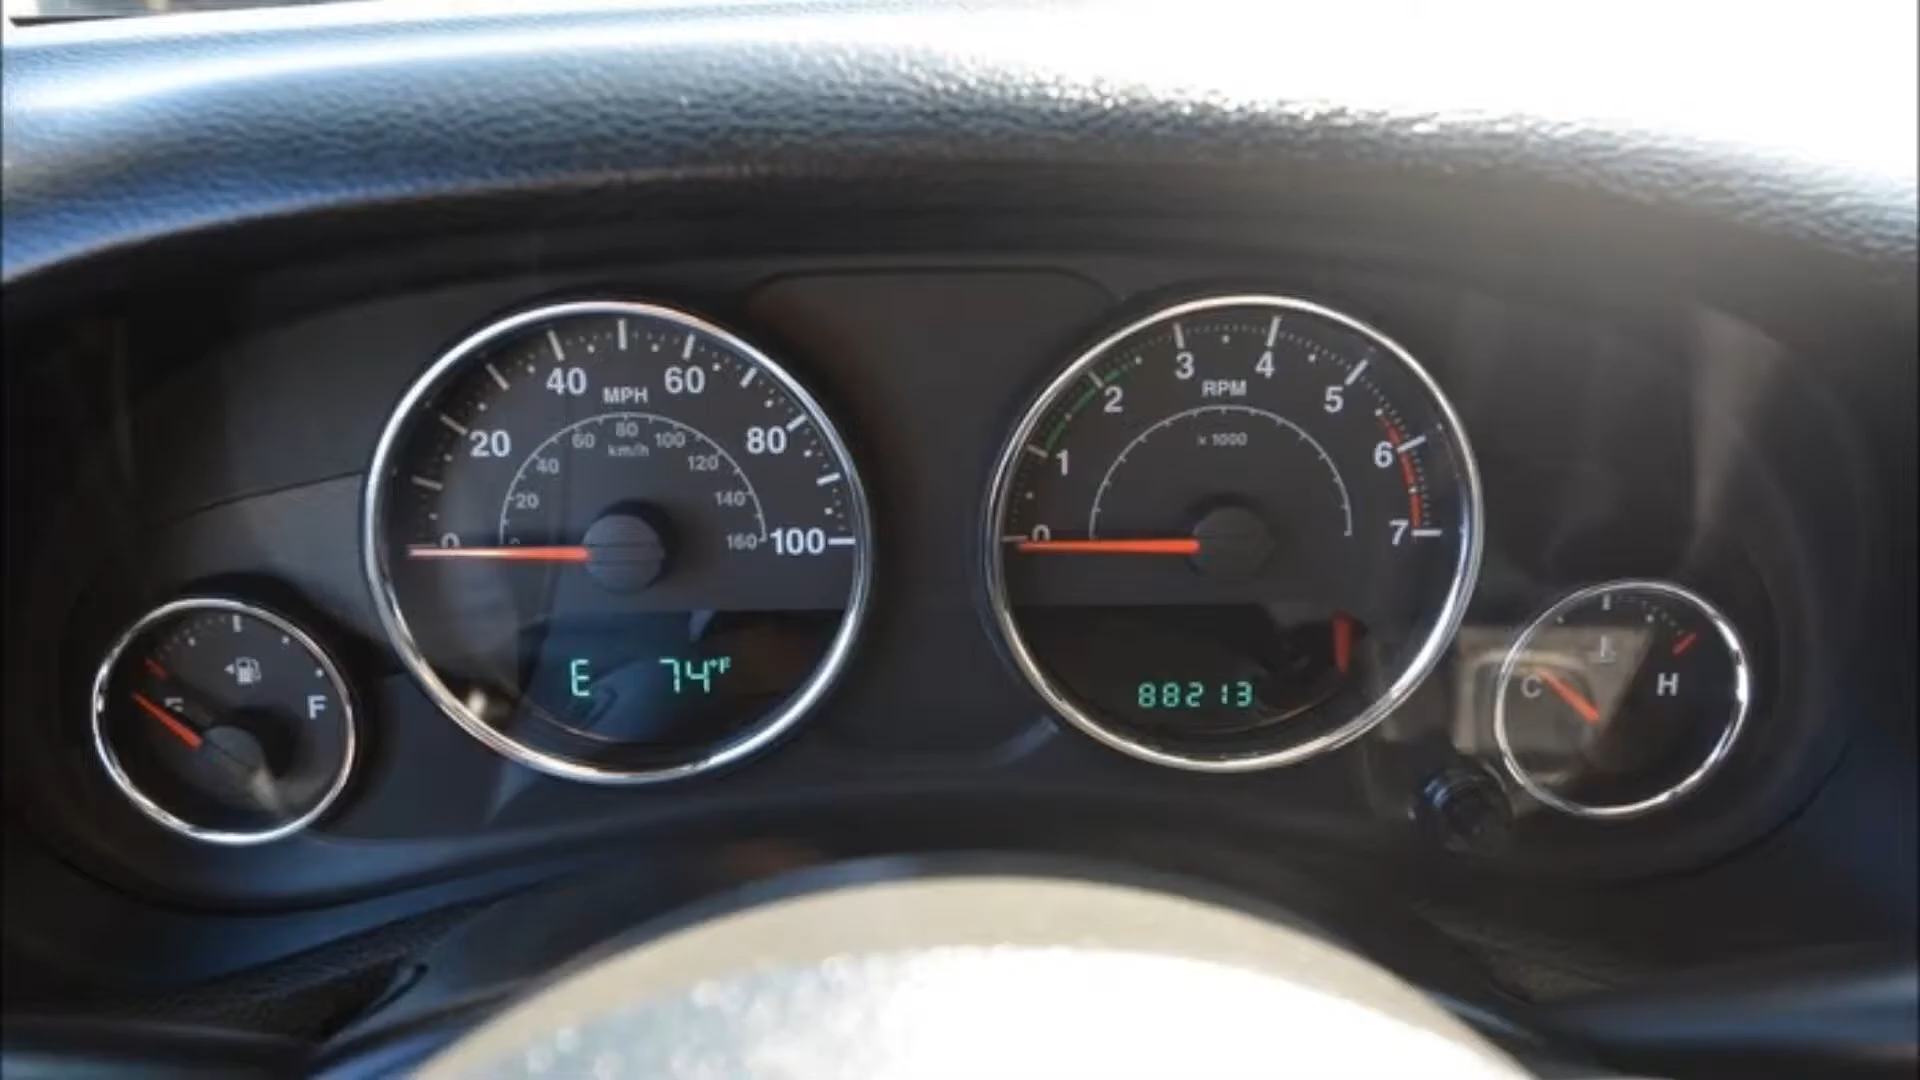 40 MPH 60
20 80
60 80 100
km/h
40 120
20 140
0 0 160 100
E 74°F
3 4
2 RPM 5
x 1000
1 6
0 7
88213
F
C H